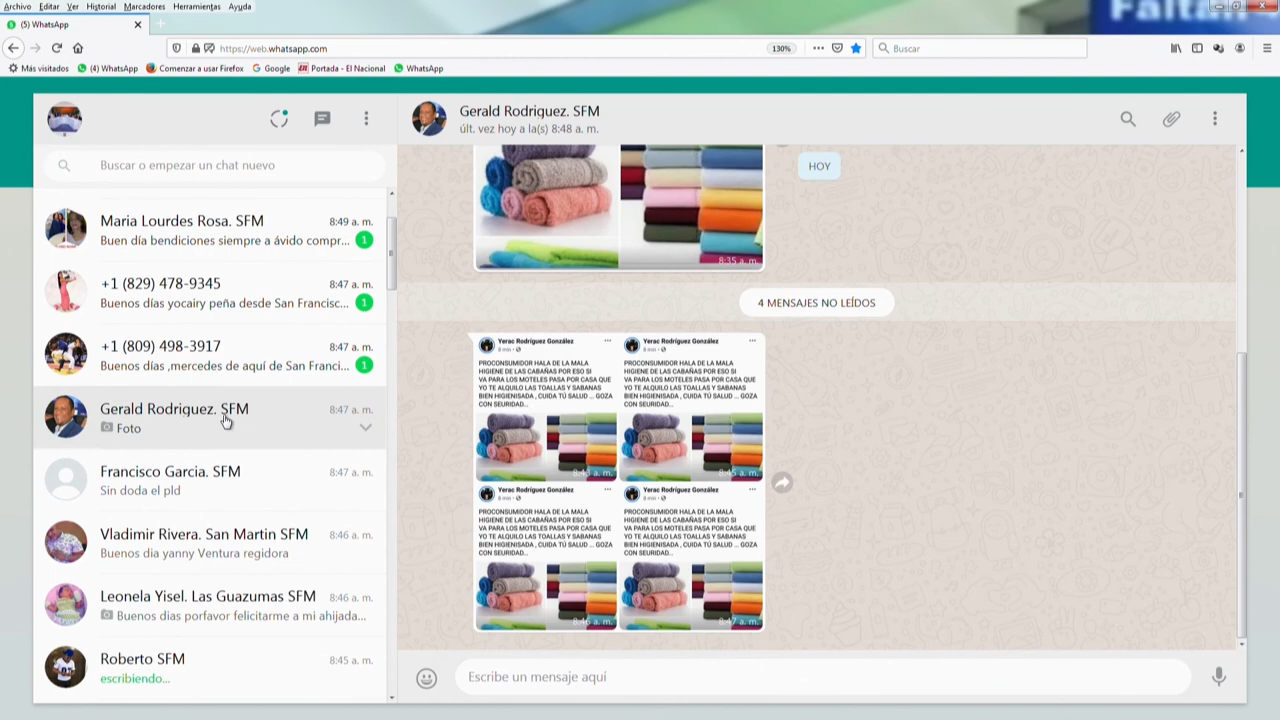 Faltan
Archivo Editar Ver Historial Marcadores Herramientas Ayuda
(5) WhatsApp
https://web.whatsapp.com
130%
Buscar
Más visitados
(4) WhatsApp
Comenzar a usar Firefox
Google
Portada - El Nacional
WhatsApp
Buscar o empezar un chat nuevo
Maria Lourdes Rosa. SFM 8:49 a. m.
Buen día bendiciones siempre a ávido compr... 1
+1 (829) 478-9345 8:47 a. m.
Buenos días yocairy peña desde San Francisc... 1
+1 (809) 498-3917 8:47 a. m.
Buenos días ,mercedes de aquí de San Franci... 1
Gerald Rodriguez. SFM 8:47 a. m.
Foto
Francisco Garcia. SFM 8:47 a. m.
Sin doda el pld
Vladimir Rivera. San Martin SFM 8:46 a. m.
Buenos dia yanny Ventura regidora
Leonela Yisel. Las Guazumas SFM 8:46 a. m.
Buenos dias porfavor felicitarme a mi ahijada...
Roberto SFM 8:45 a. m.
escribiendo...
Gerald Rodriguez. SFM
últ. vez hoy a la(s) 8:48 a. m.
HOY
8:35 a. m.
4 MENSAJES NO LEÍDOS
Yerac Rodríguez González
8 min
PROCONSUMIDOR HALA DE LA MALA
HIGIENE DE LAS CABAÑAS POR ESO SI
VA PARA LOS MOTELES PASA POR CASA QUE
YO TE ALQUILO LAS TOALLAS Y SABANAS
BIEN HIGIENISADA , CUIDA TÚ SALUD ... GOZA
CON SEURIDAD...
8:43 a. m.
Yerac Rodríguez González
8 min
PROCONSUMIDOR HALA DE LA MALA
HIGIENE DE LAS CABAÑAS POR ESO SI
VA PARA LOS MOTELES PASA POR CASA QUE
YO TE ALQUILO LAS TOALLAS Y SABANAS
BIEN HIGIENISADA , CUIDA TÚ SALUD ... GOZA
CON SEURIDAD...
8:45 a. m.
Yerac Rodríguez González
8 min
PROCONSUMIDOR HALA DE LA MALA
HIGIENE DE LAS CABAÑAS POR ESO SI
VA PARA LOS MOTELES PASA POR CASA QUE
YO TE ALQUILO LAS TOALLAS Y SABANAS
BIEN HIGIENISADA , CUIDA TÚ SALUD ... GOZA
CON SEURIDAD...
8:46 a. m.
Yerac Rodríguez González
8 min
PROCONSUMIDOR HALA DE LA MALA
HIGIENE DE LAS CABAÑAS POR ESO SI
VA PARA LOS MOTELES PASA POR CASA QUE
YO TE ALQUILO LAS TOALLAS Y SABANAS
BIEN HIGIENISADA , CUIDA TÚ SALUD ... GOZA
CON SEURIDAD...
8:47 a. m.
Escribe un mensaje aquí